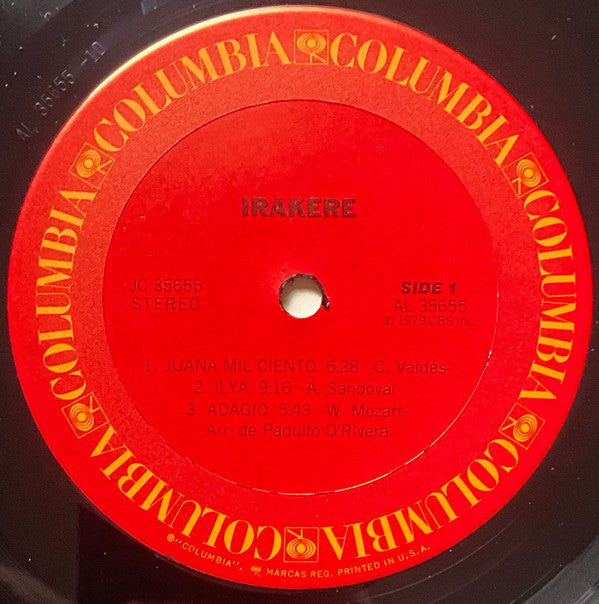 COLUMBIA COLUMBIA COLUMBIA COLUMBIA COLUMBIA COLUMBIA COLUMBIA COLUMBIA
AL 35655 -1D
IRAKERE
JC 35655
STEREO
SIDE 1
AL 35655
℗ 1979 CBS Inc.
1. JUANA MIL CIENTO 6:28 -C. Valdés-
2. ILYA 9:16 -A. Sandoval-
3. ADAGIO 5:43 -W. Mozart-
Arr: de Paquito D'Rivera
®"COLUMBIA", MARCAS REG. PRINTED IN U.S.A.